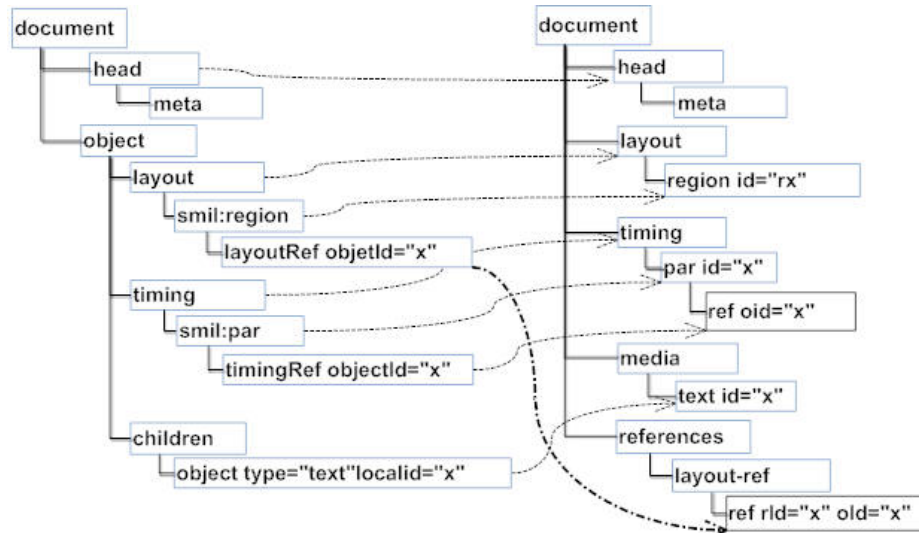 document
head
meta
object
layout
smil:region
layoutRef objetId="x"
timing
smil:par
timingRef objectId="x"
children
object type="text"localid="x"
document
head
meta
layout
region id="rx"
timing
par id="x"
ref oid="x"
media
text id="x"
references
layout-ref
ref rId="x" oId="x"